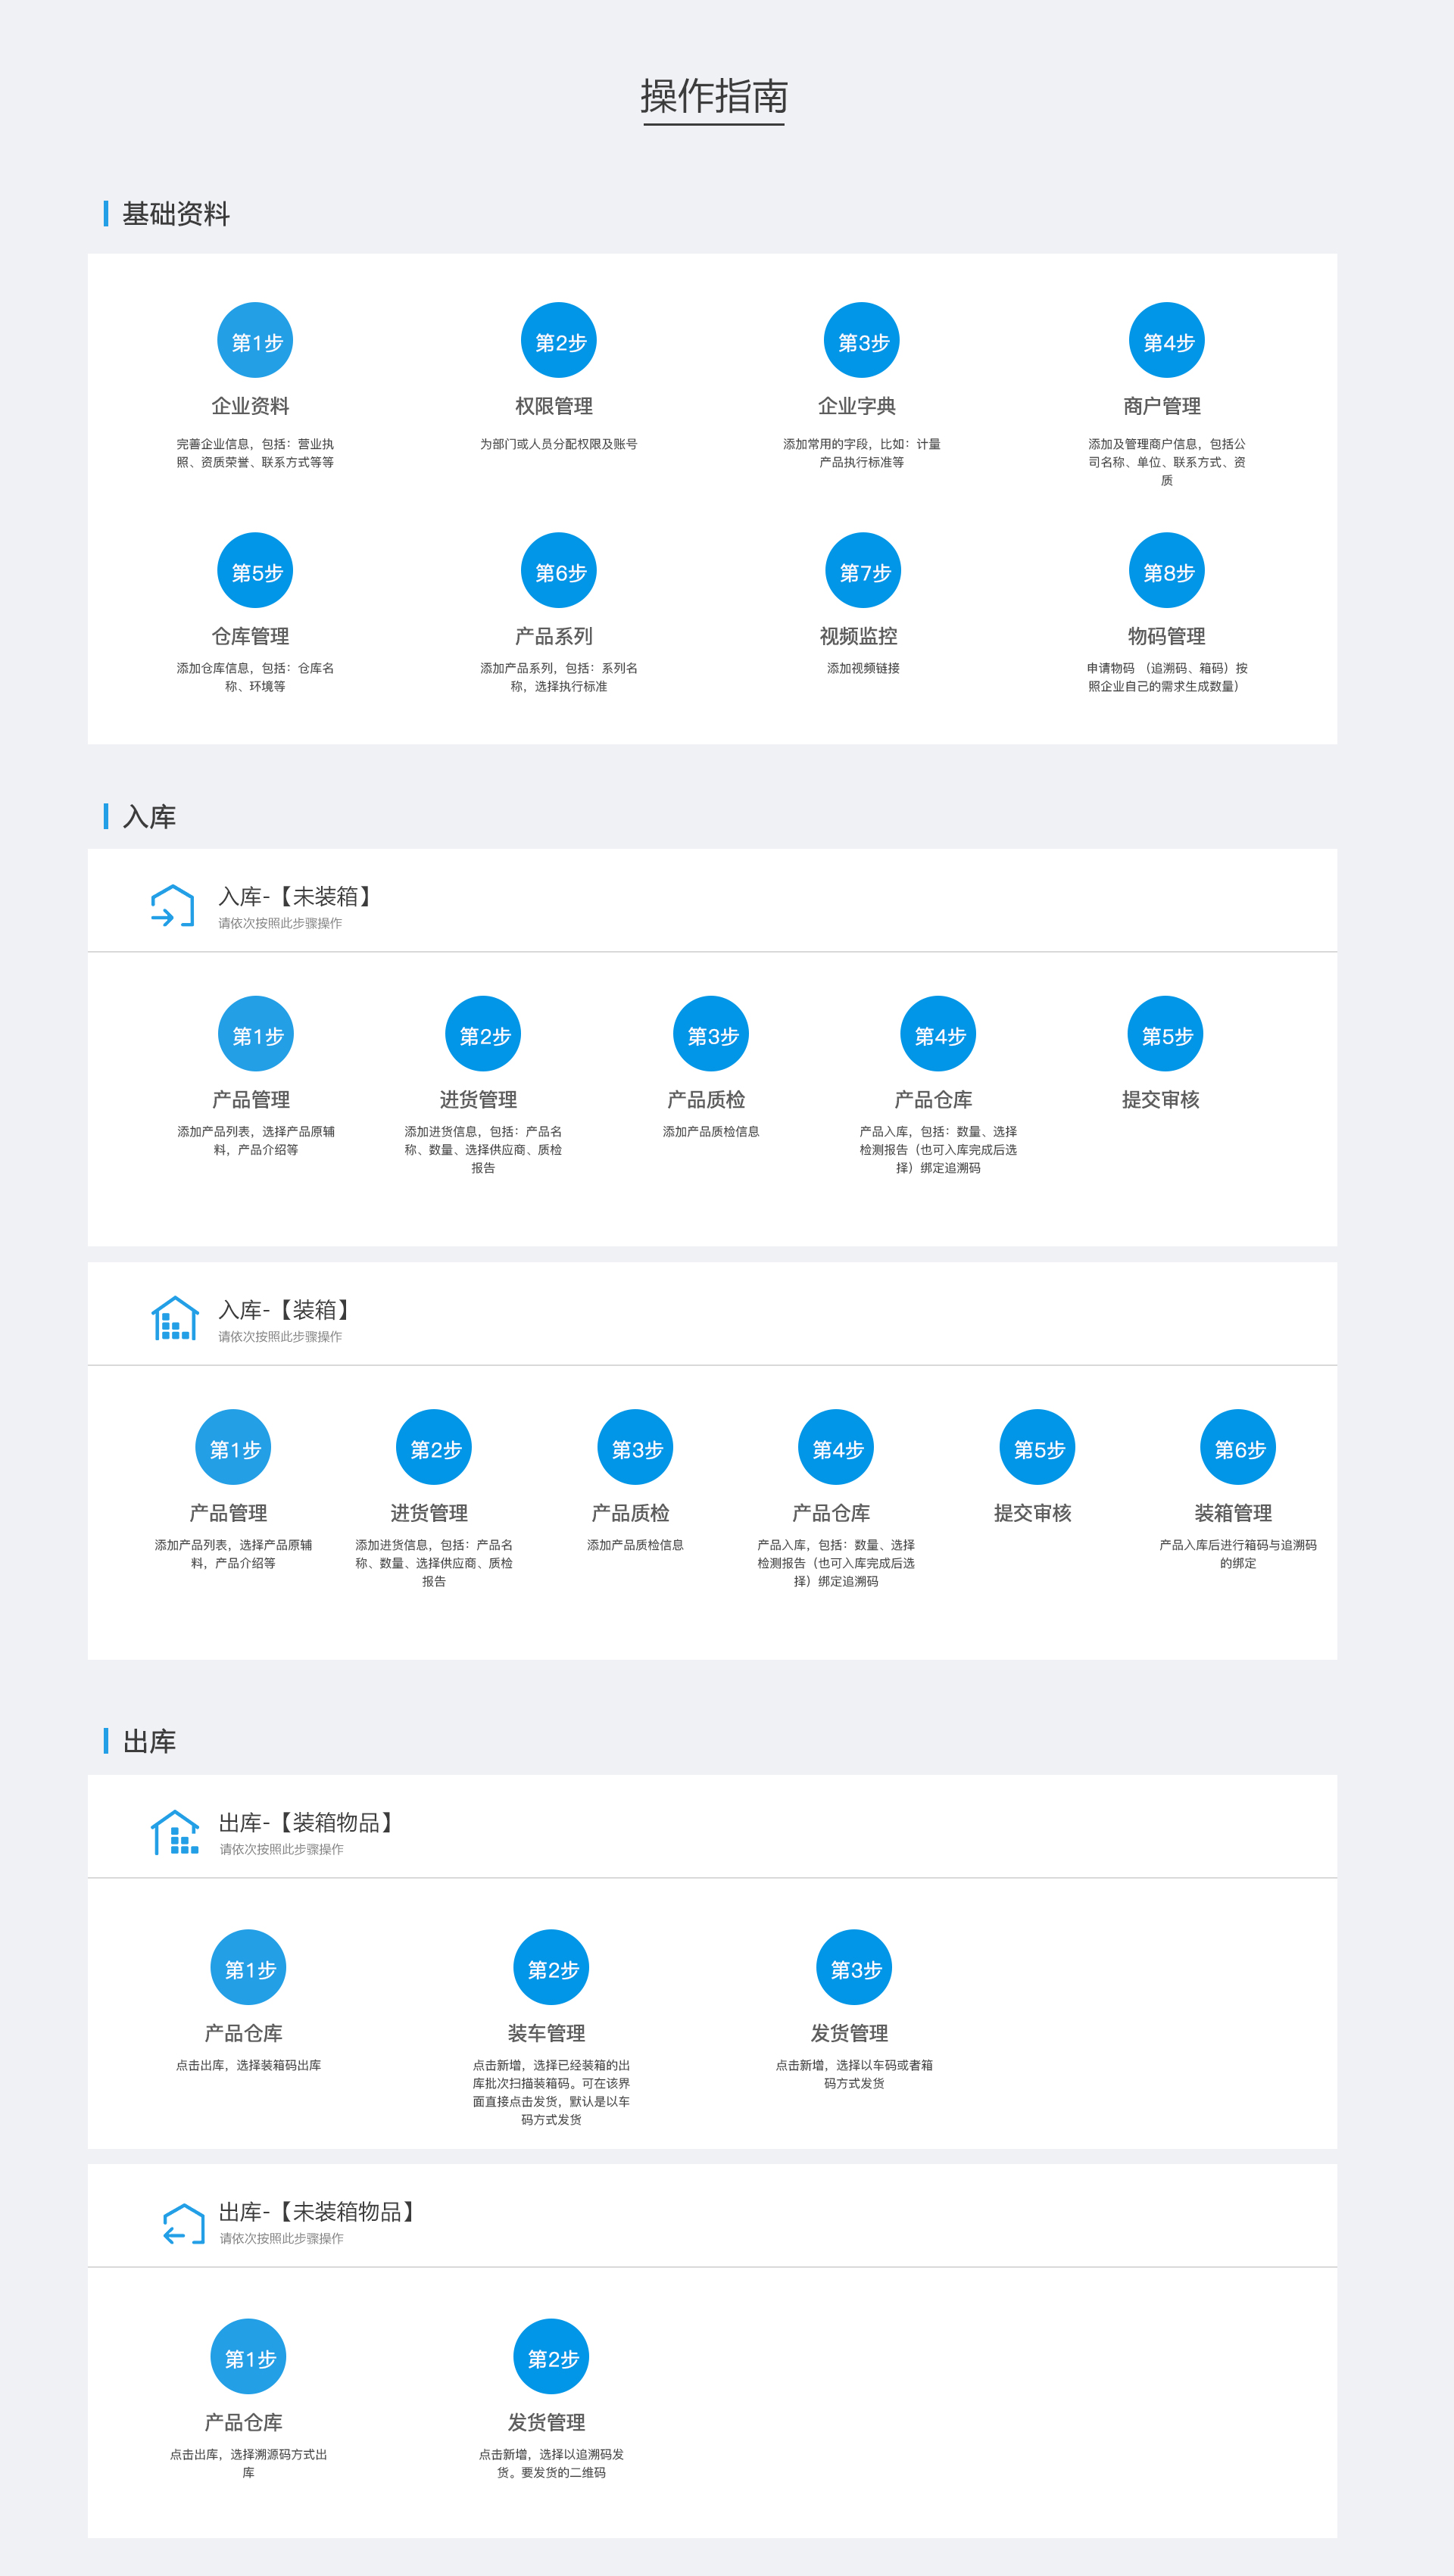 操作指南
基础资料
第1步
企业资料
完善企业信息，包括：营业执
照、资质荣誉、联系方式等等
第2步
权限管理
为部门或人员分配权限及账号
第3步
企业字典
添加常用的字段，比如：计量
产品执行标准等
第4步
商户管理
添加及管理商户信息，包括公
司名称、单位、联系方式、资
质
第5步
仓库管理
添加仓库信息，包括：仓库名
称、环境等
第6步
产品系列
添加产品系列，包括：系列名
称，选择执行标准
第7步
视频监控
添加视频链接
第8步
物码管理
申请物码 （追溯码、箱码）按
照企业自己的需求生成数量）
入库
入库-【未装箱】
请依次按照此步骤操作
第1步
产品管理
添加产品列表，选择产品原辅
料，产品介绍等
第2步
进货管理
添加进货信息，包括：产品名
称、数量、选择供应商、质检
报告
第3步
产品质检
添加产品质检信息
第4步
产品仓库
产品入库，包括：数量、选择
检测报告（也可入库完成后选
择）绑定追溯码
第5步
提交审核
入库-【装箱】
请依次按照此步骤操作
第1步
产品管理
添加产品列表，选择产品原辅
料，产品介绍等
第2步
进货管理
添加进货信息，包括：产品名
称、数量、选择供应商、质检
报告
第3步
产品质检
添加产品质检信息
第4步
产品仓库
产品入库，包括：数量、选择
检测报告（也可入库完成后选
择）绑定追溯码
第5步
提交审核
第6步
装箱管理
产品入库后进行箱码与追溯码
的绑定
出库
出库-【装箱物品】
请依次按照此步骤操作
第1步
产品仓库
点击出库，选择装箱码出库
第2步
装车管理
点击新增，选择已经装箱的出
库批次扫描装箱码。可在该界
面直接点击发货，默认是以车
码方式发货
第3步
发货管理
点击新增，选择以车码或者箱
码方式发货
出库-【未装箱物品】
请依次按照此步骤操作
第1步
产品仓库
点击出库，选择溯源码方式出
库
第2步
发货管理
点击新增，选择以追溯码发
货。要发货的二维码